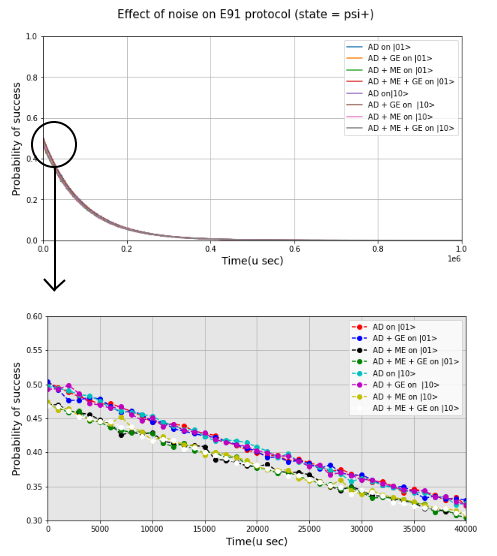 Effect of noise on E91 protocol (state = psi+)
1.0
0.8
0.6
0.4
0.2
0.0
Probability of success
AD on |01>
AD + GE on |01>
AD + ME on |01>
AD + ME + GE on |01>
AD on|10>
AD + GE on  |10>
AD + ME on |10>
AD + ME + GE on |10>
0.0 0.2 0.4 0.6 0.8 1.0
1e6
Time(u sec)
0.60
0.55
0.50
0.45
0.40
0.35
0.30
Probability of success
AD on |01>
AD + GE on |01>
AD + ME on |01>
AD + ME + GE on |01>
AD on |10>
AD + GE on  |10>
AD + ME on |10>
AD + ME + GE on |10>
0 5000 10000 15000 20000 25000 30000 35000 40000
Time(u sec)